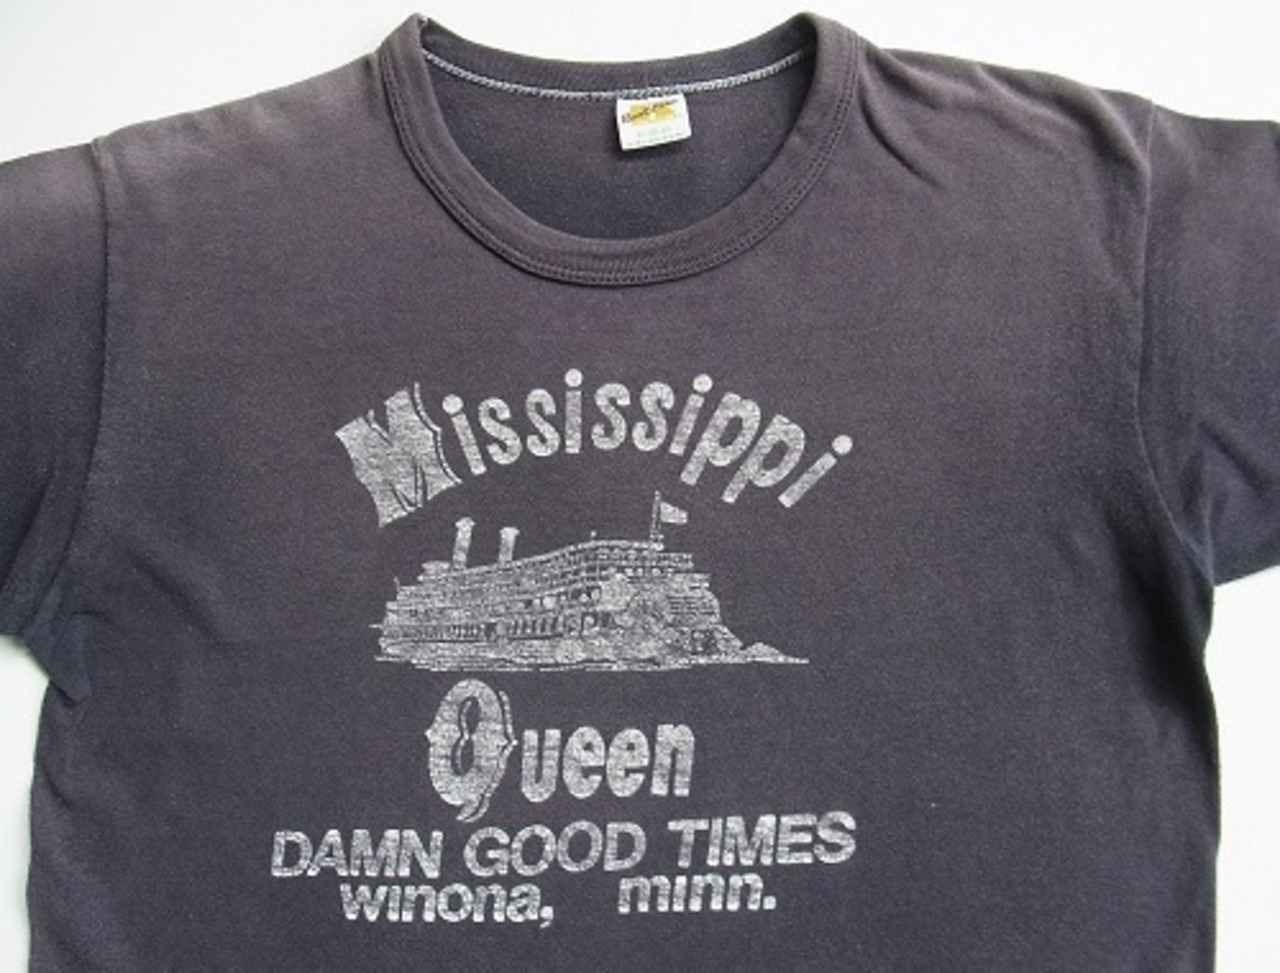 Mississippi
Queen
DAMN GOOD TIMES
winona, minn.